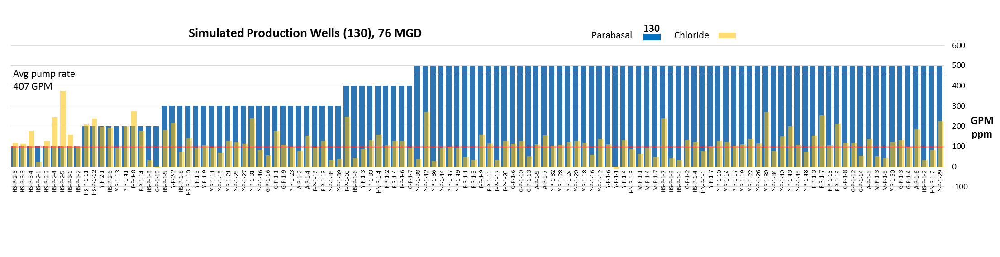 Simulated Production Wells (130), 76 MGD
130
Parabasal
Chloride
600
500
400
300
200
100
0
-100
GPM
ppm
Avg pump rate
407 GPM
HS-P-2-3
HS-P-3-3
HS-P-3-4
HS-P-2-1
HS-P-2-2
HS-P-2-4
HS-P-2-5
HS-P-3-1
HS-P-3-2
HS-P-1-11
HS-P-1-12
Y-P-2-1
HS-P-2-6
Y-P-1-13
Y-P-1-41
F-P-1-8
F-P-1-14
HS-P-1-3
G-P-1-15
HS-P-1-5
Y-P-2-2
HS-P-1-8
HS-P-1-10
Y-P-1-5
Y-P-1-9
Y-P-1-11
Y-P-1-15
Y-P-1-21
Y-P-1-25
Y-P-1-27
Y-P-1-31
Y-P-1-46
G-P-1-16
G-P-1-1
G-P-1-9
Y-P-1-23
A-P-1-2
A-P-1-4
F-P-1-16
F-P-1-18
Y-P-1-35
Y-P-1-39
F-P-1-10
HS-P-1-6
Y-P-1-3
Y-P-1-33
HN-P-1-4
F-P-1-2
F-P-1-4
F-P-1-6
G-P-1-7
Y-P-1-38
Y-P-1-42
Y-P-1-36
Y-P-1-44
Y-P-1-47
Y-P-1-49
F-P-1-1
F-P-1-5
F-P-1-9
F-P-1-11
F-P-1-17
F-P-1-20
G-P-1-6
G-P-1-10
G-P-1-13
A-P-1-5
A-P-1-7
Y-P-1-32
Y-P-1-28
Y-P-1-24
Y-P-1-20
Y-P-1-18
Y-P-1-16
Y-P-1-12
Y-P-1-6
Y-P-1-1
Y-P-1-4
HN-P-1-3
M-P-1-1
M-P-1-4
M-P-1-7
HS-P-1-7
HS-P-1-9
HS-P-1-1
G-P-1-2
HS-P-1-4
HN-P-1-1
Y-P-1-7
Y-P-1-10
Y-P-1-14
Y-P-1-17
Y-P-1-19
Y-P-1-22
Y-P-1-26
Y-P-1-30
Y-P-1-34
Y-P-1-40
Y-P-1-43
Y-P-1-45
Y-P-1-48
F-P-1-3
F-P-1-7
F-P-1-13
F-P-1-19
G-P-1-8
G-P-1-12
G-P-1-14
A-P-1-3
M-P-1-3
M-P-1-5
Y-P-1-50
G-P-1-3
G-P-1-4
A-P-1-6
HS-P-1-2
HN-P-1-2
Y-P-1-29